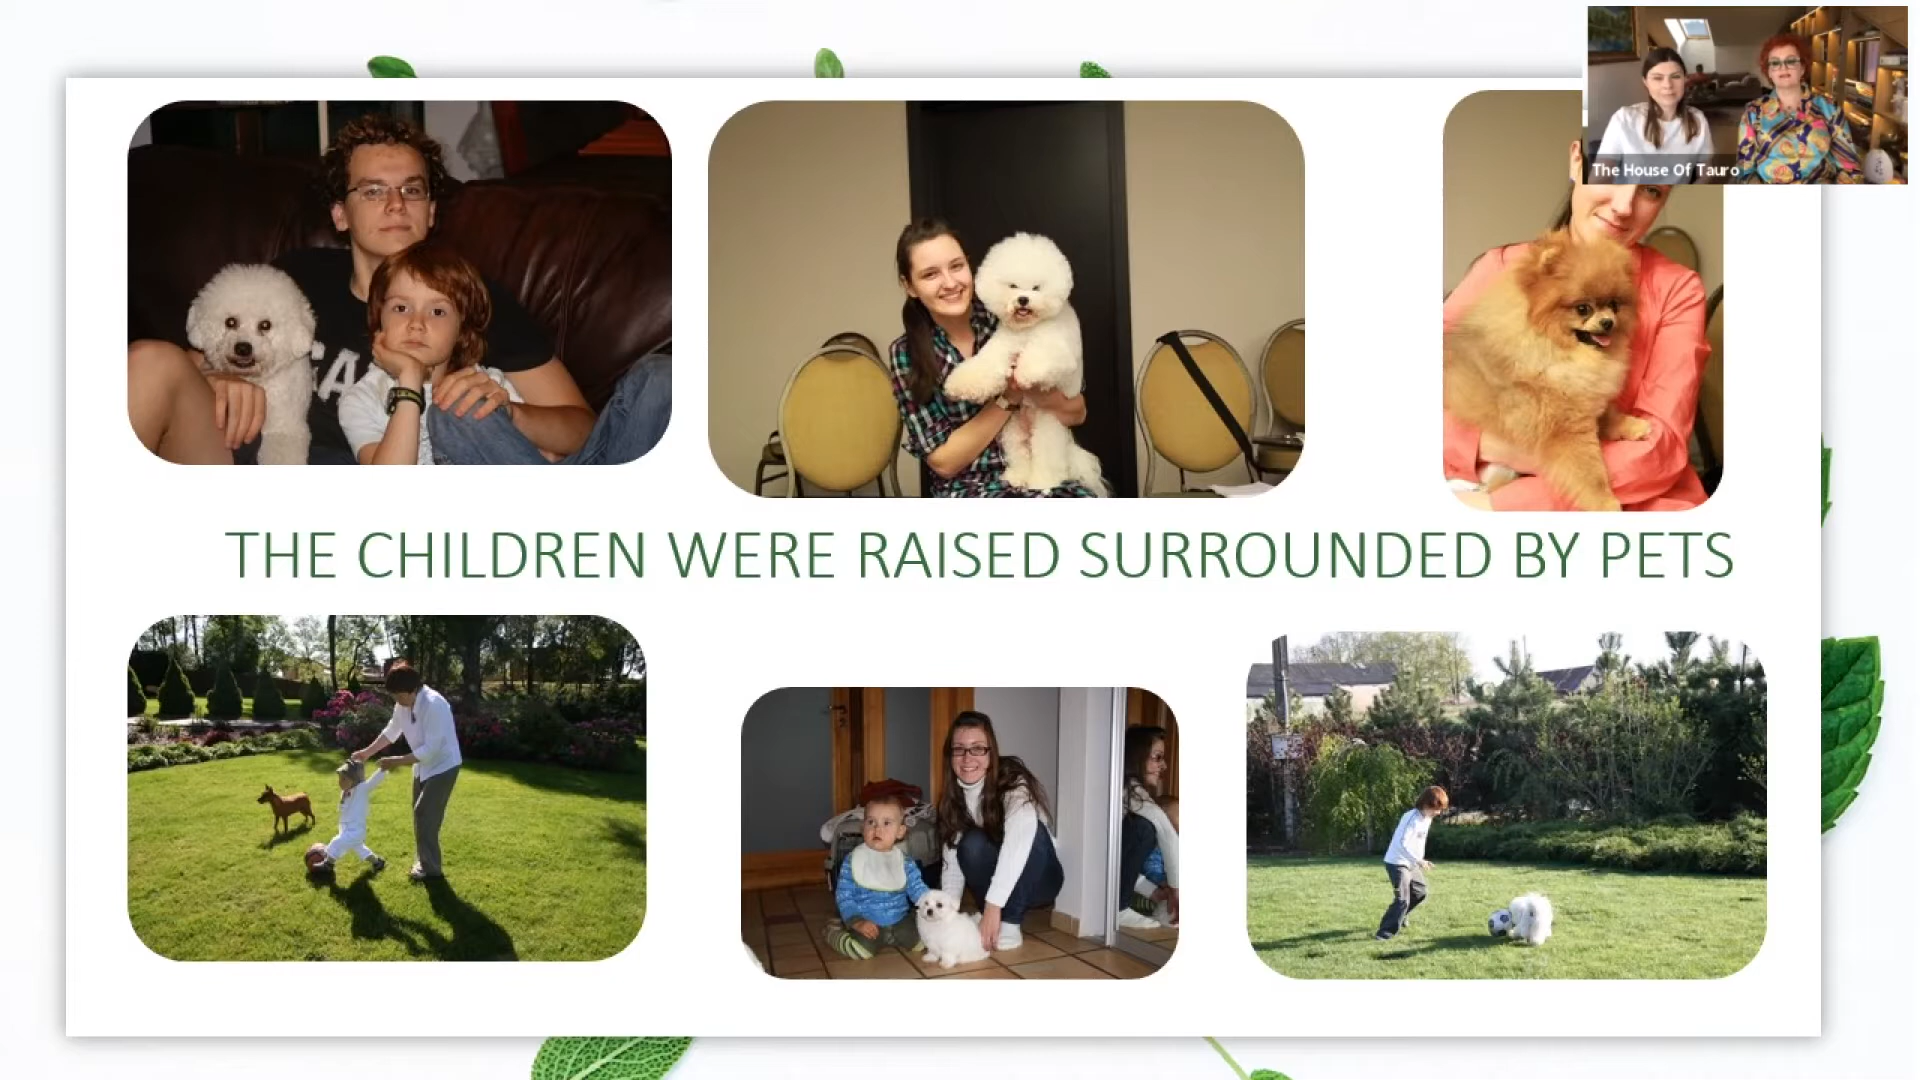 The House Of Tauro
THE CHILDREN WERE RAISED SURROUNDED BY PETS